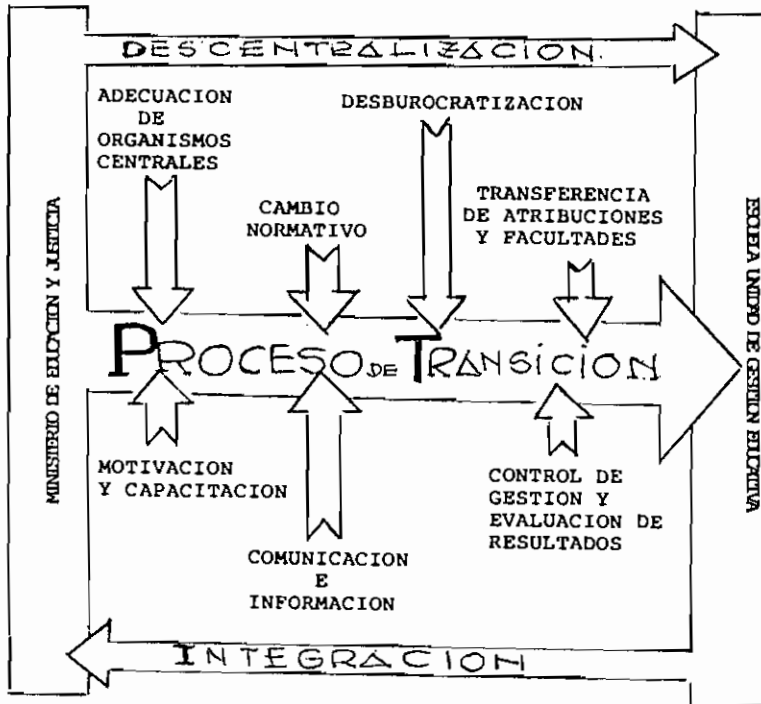 DESCENTRALIZACION
ADECUACION
DE
ORGANISMOS
CENTRALES
DESBUROCRATIZACION
CAMBIO
NORMATIVO
TRANSFERENCIA
DE ATRIBUCIONES
Y FACULTADES
MINISTERIO DE EDUCACION Y JUSTICIA
PROCESO DE TRANSICION
ESCUELA UNIDAD DE GESTION EDUCATIVA
MOTIVACION
Y CAPACITACION
COMUNICACION
E
INFORMACION
CONTROL DE
GESTION Y
EVALUACION DE
RESULTADOS
INTEGRACION